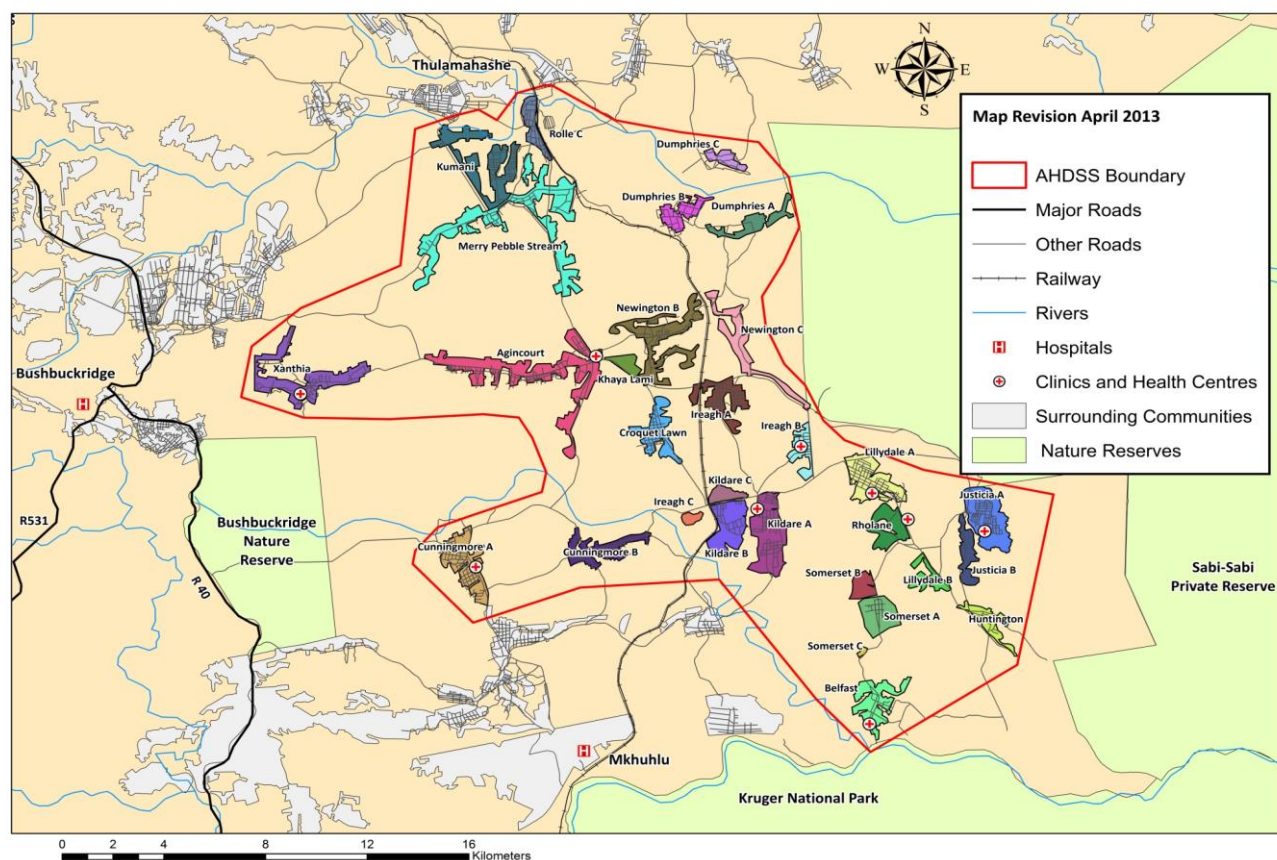 Thulamahashe
N
W E
S
Map Revision April 2013
AHDSS Boundary
Major Roads
Other Roads
Railway
Rivers
Hospitals
Clinics and Health Centres
Surrounding Communities
Nature Reserves
Rolle C
Kumani
Dumphries C
Dumphries B
Dumphries A
Merry Pebble Stream
Newington B
Newington C
Xanthia
Agincourt
Khaya Lami
Bushbuckridge
H
Ireagh A
Croquet Lawn
Ireagh B
Lillydale A
Kildare C
Justicia A
Ireagh C
R531
Bushbuckridge
Nature
Reserve
Kildare A
Rholane
Cunningmore A
Cunningmore B
Kildare B
Somerset B
Lillydale B
Justicia B
Sabi-Sabi
Private Reserve
R 40
Somerset A
Huntington
Somerset C
Belfast
H
Mkhuhlu
Kruger National Park
0 2 4 8 12 16
Kilometers